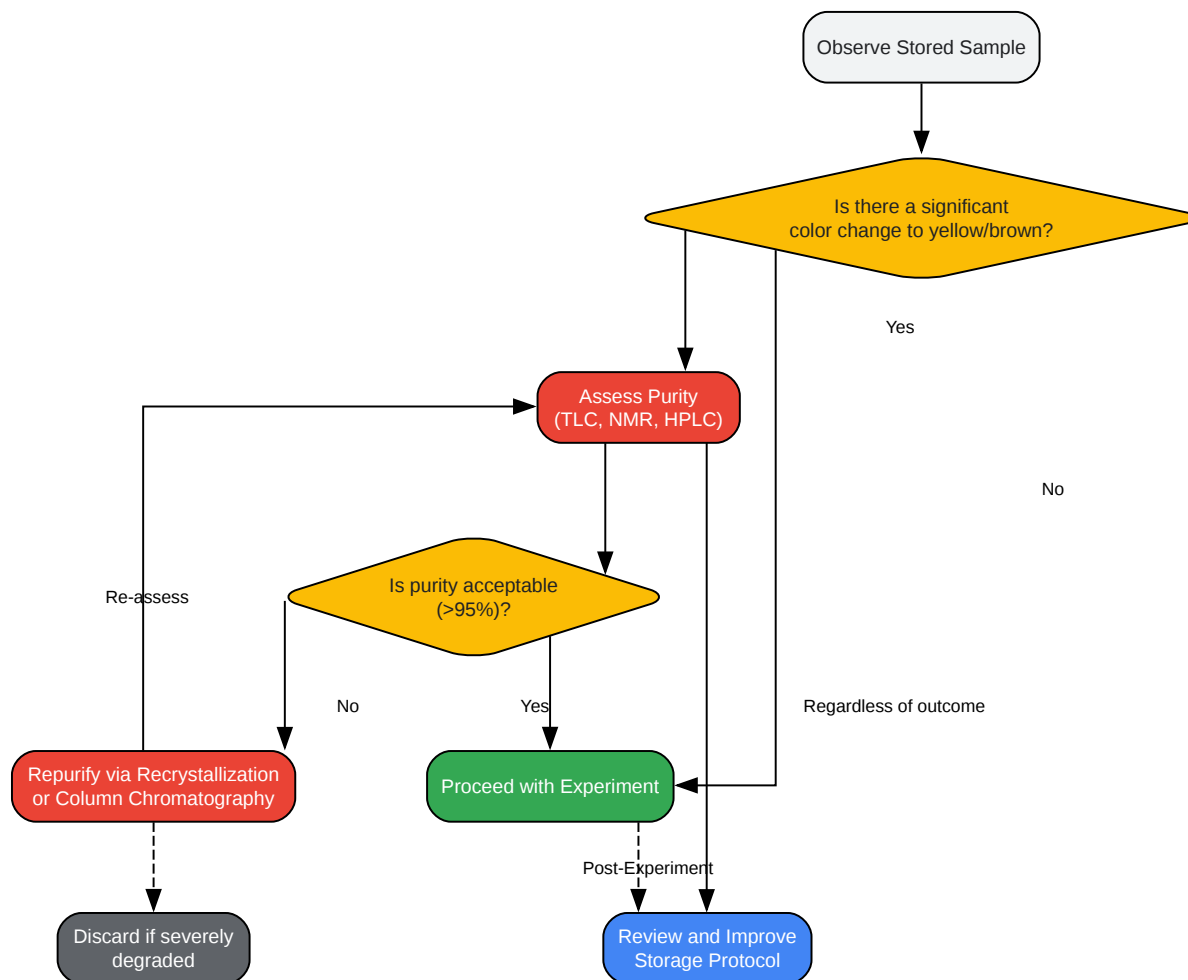 Observe Stored Sample
Is there a significant
color change to yellow/brown?
Yes
Assess Purity
(TLC, NMR, HPLC)
No
Is purity acceptable
(>95%)?
Re-assess
No
Yes
Regardless of outcome
Repurify via Recrystallization
or Column Chromatography
Proceed with Experiment
Post-Experiment
Discard if severely
degraded
Review and Improve
Storage Protocol